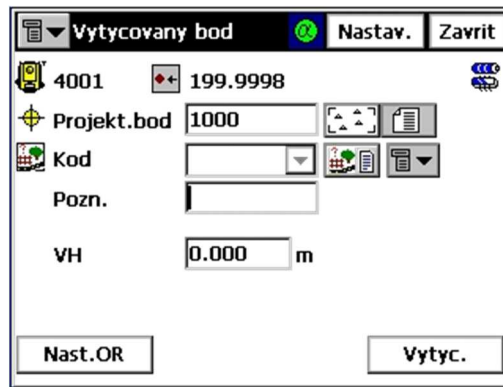 Vytycovany bod α Nastav. Zavrit
4001 199.9998
Projekt.bod 1000
Kod
Pozn.
VH 0.000 m
Nast.OR Vytyc.